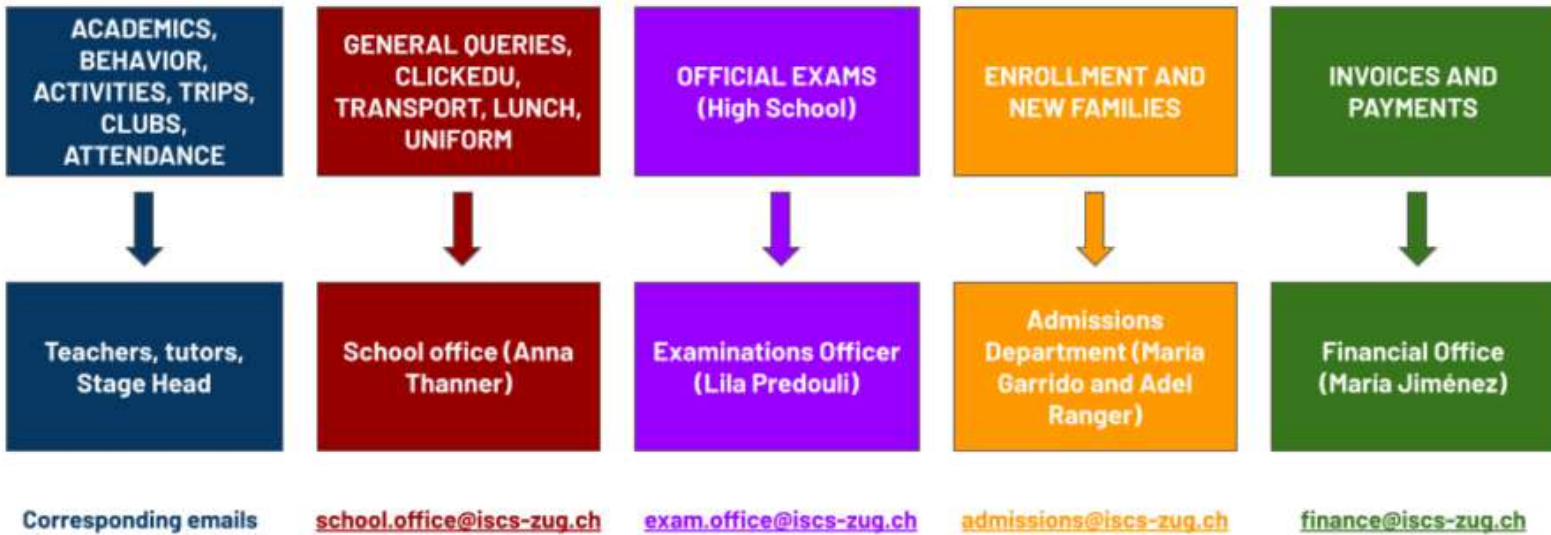 ACADEMICS,
BEHAVIOR,
ACTIVITIES, TRIPS,
CLUBS,
ATTENDANCE
GENERAL QUERIES,
CLICKEDU,
TRANSPORT, LUNCH,
UNIFORM
OFFICIAL EXAMS
(High School)
ENROLLMENT AND
NEW FAMILIES
INVOICES AND
PAYMENTS
Teachers, tutors,
Stage Head
School office (Anna
Thanner)
Examinations Officer
(Lila Predouli)
Admissions
Department (María
Garrido and Adel
Ranger)
Financial Office
(María Jiménez)
Corresponding emails
school.office@iscs-zug.ch
exam.office@iscs-zug.ch
admissions@iscs-zug.ch
finance@iscs-zug.ch